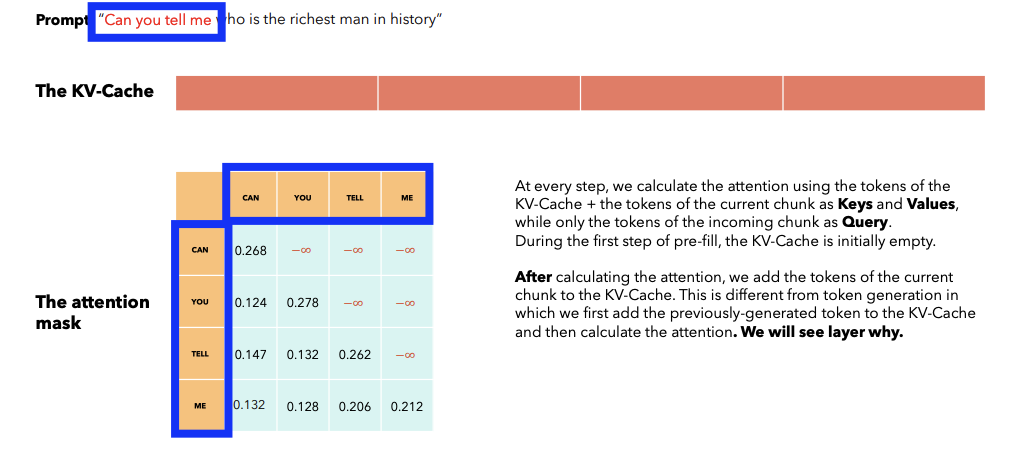 Prompt “Can you tell me who is the richest man in history”
The KV-Cache
CAN YOU TELL ME
CAN 0.268 −∞ −∞ −∞
YOU 0.124 0.278 −∞ −∞
TELL 0.147 0.132 0.262 −∞
ME 0.132 0.128 0.206 0.212
The attention
mask
At every step, we calculate the attention using the tokens of the
KV-Cache + the tokens of the current chunk as Keys and Values,
while only the tokens of the incoming chunk as Query.
During the first step of pre-fill, the KV-Cache is initially empty.
After calculating the attention, we add the tokens of the current
chunk to the KV-Cache. This is different from token generation in
which we first add the previously-generated token to the KV-Cache
and then calculate the attention. We will see layer why.